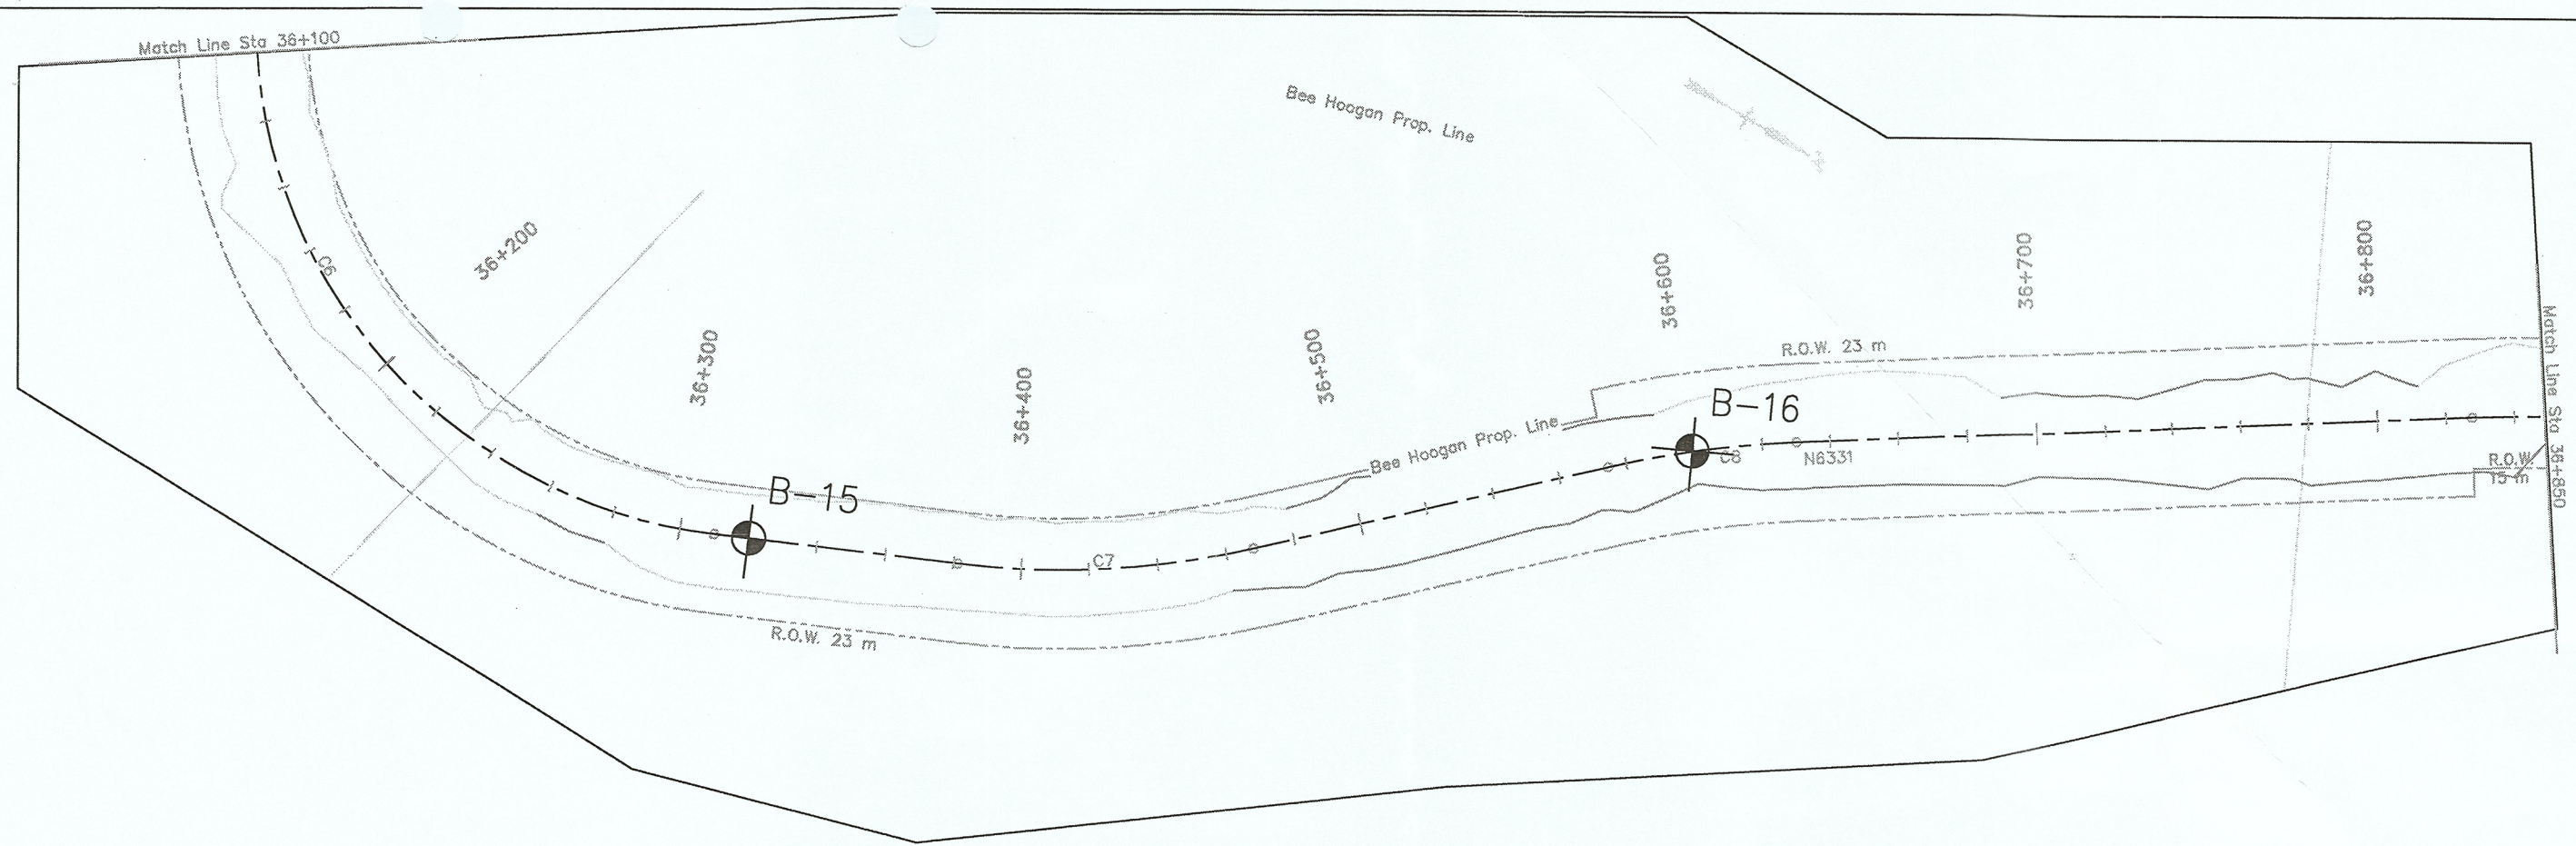 Match Line Sta 36+100
Bee Hoogan Prop. Line
36+200
36+300
36+400
36+500
36+600
36+700
36+800
C6
R.O.W. 23 m
B-15
B-16
Bee Hoogan Prop. Line
C7
C8
N6331
R.O.W. 23 m
R.O.W.
15 m
Match Line Sta 36+850